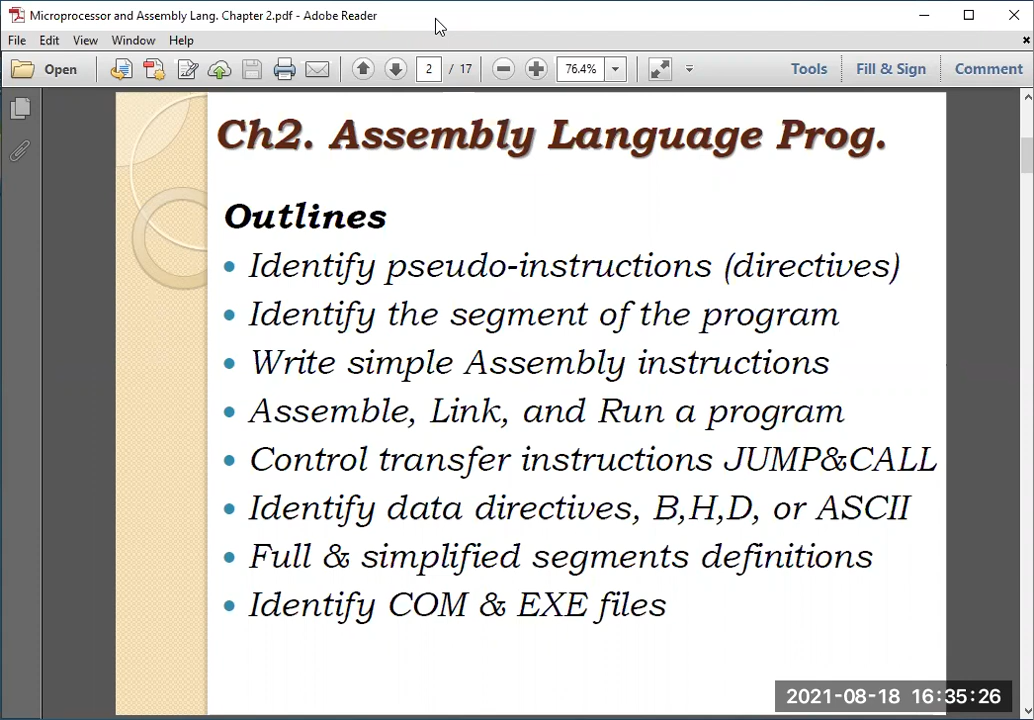 Microprocessor and Assembly Lang. Chapter 2.pdf - Adobe Reader
File Edit View Window Help
Open 2 / 17 76.4% Tools Fill & Sign Comment
Ch2. Assembly Language Prog.
Outlines
• Identify pseudo-instructions (directives)
• Identify the segment of the program
• Write simple Assembly instructions
• Assemble, Link, and Run a program
• Control transfer instructions JUMP&CALL
• Identify data directives, B,H,D, or ASCII
• Full & simplified segments definitions
• Identify COM & EXE files
2021-08-18 16:35:26